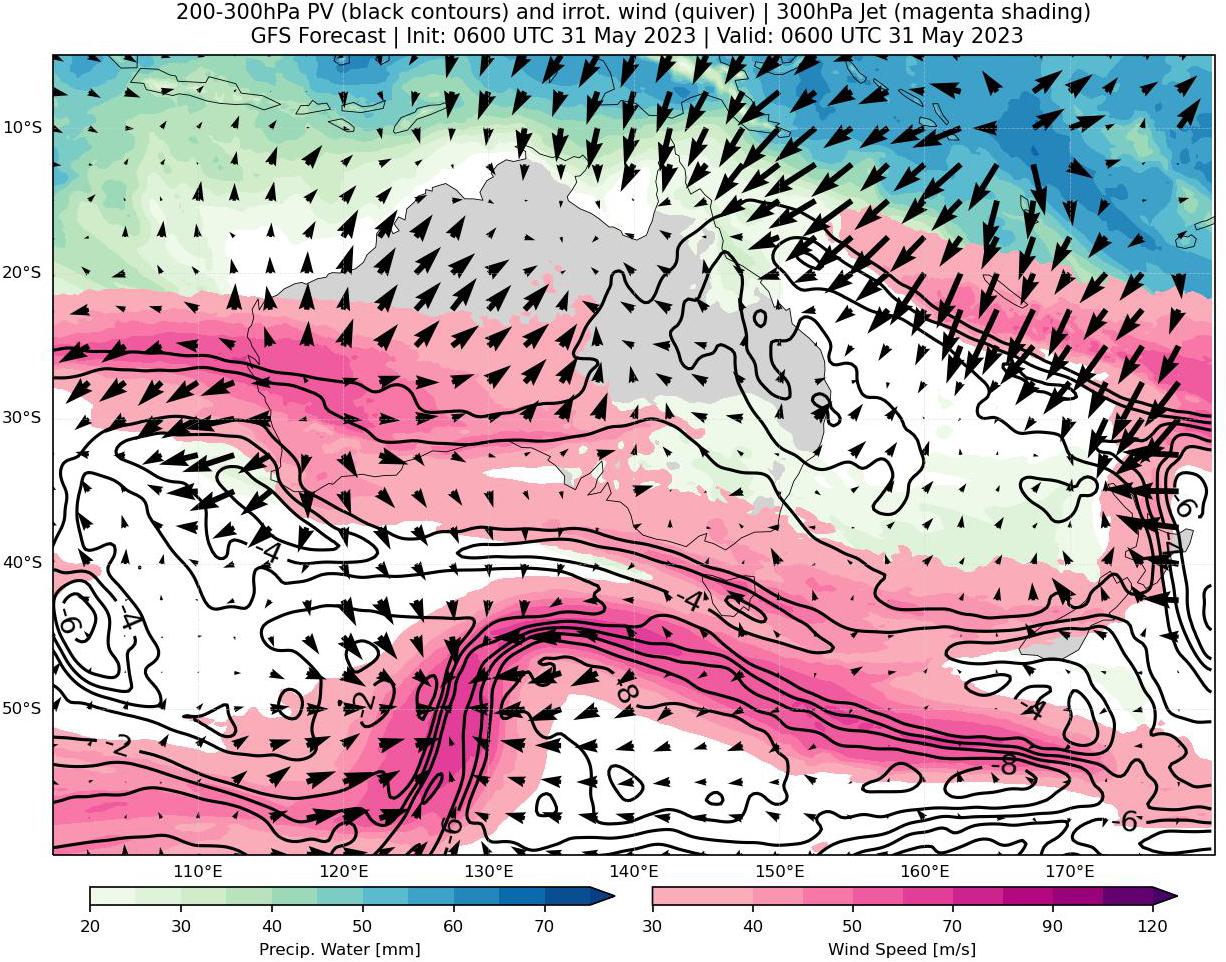 200-300hPa PV (black contours) and irrot. wind (quiver) | 300hPa Jet (magenta shading)
GFS Forecast | Init: 0600 UTC 31 May 2023 | Valid: 0600 UTC 31 May 2023
10°S
20°S
30°S
-6
40°S
-4
-4
-6
-4
-8
50°S
-2
-4
-2
-8
-6
-6
110°E 120°E 130°E 140°E 150°E 160°E 170°E
20 30 40 50 60 70
30 40 50 60 70 90 120
Precip. Water [mm]
Wind Speed [m/s]